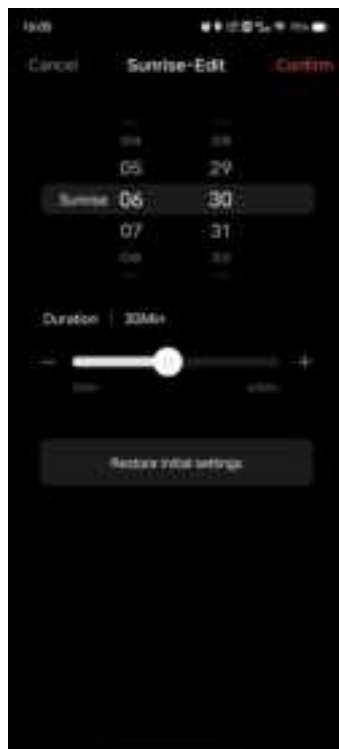 Cancel Sunrise-Edit Confirm
05 29
Sunrise 06 30
07 31
Duration | 30Min
− +
Restore initial settings